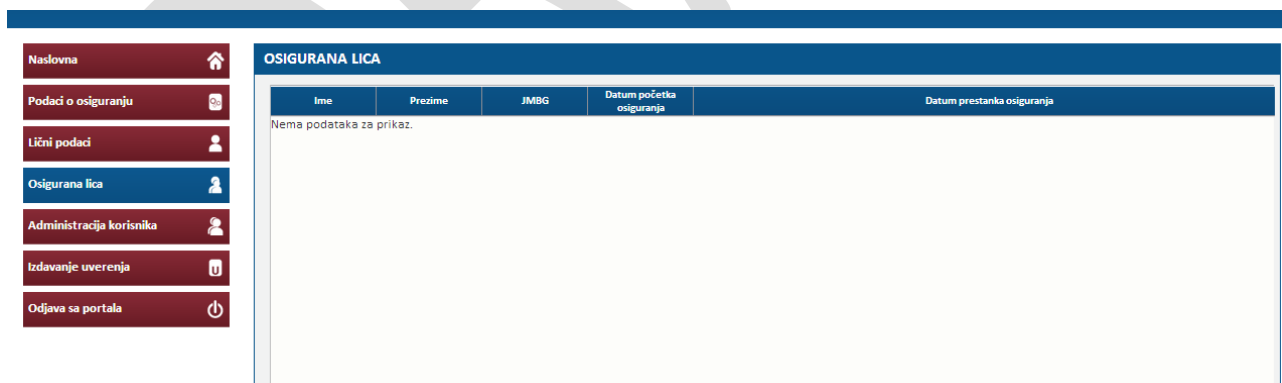 Naslovna
Podaci o osiguranju
Lični podaci
Osigurana lica
Administracija korisnika
Izdavanje uverenja
Odjava sa portala
OSIGURANA LICA
Ime Prezime JMBG Datum početka osiguranja Datum prestanka osiguranja
Nema podataka za prikaz.